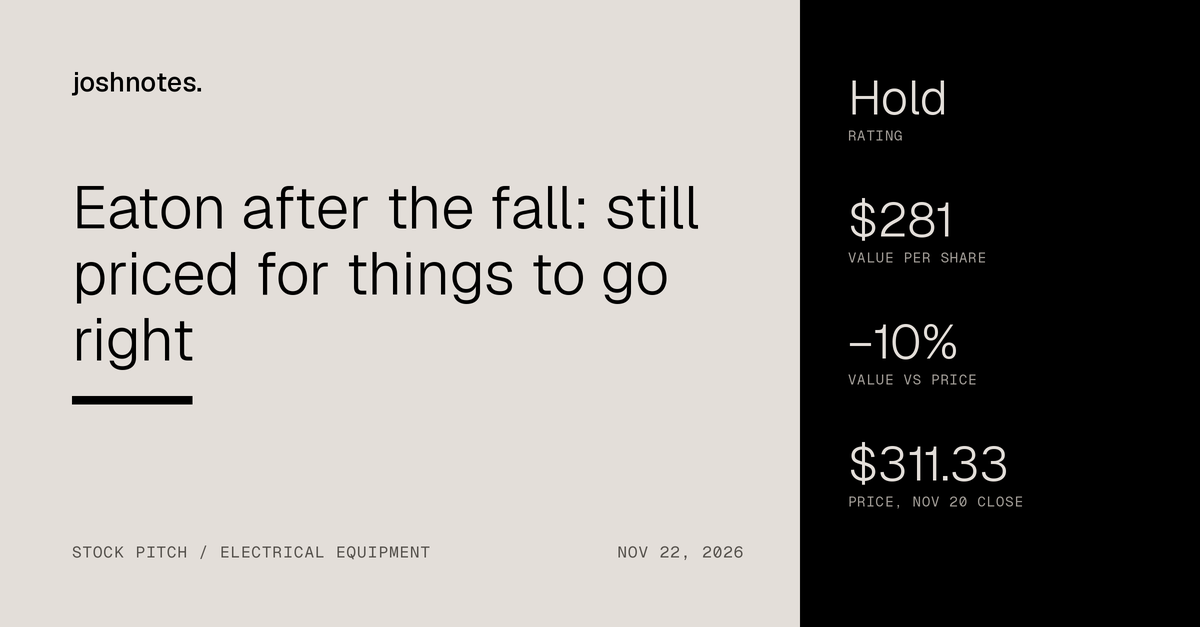 joshnotes.
Eaton after the fall: still
priced for things to go
right
STOCK PITCH / ELECTRICAL EQUIPMENT
NOV 22, 2026
Hold
RATING
$281
VALUE PER SHARE
–10%
VALUE VS PRICE
$311.33
PRICE, NOV 20 CLOSE